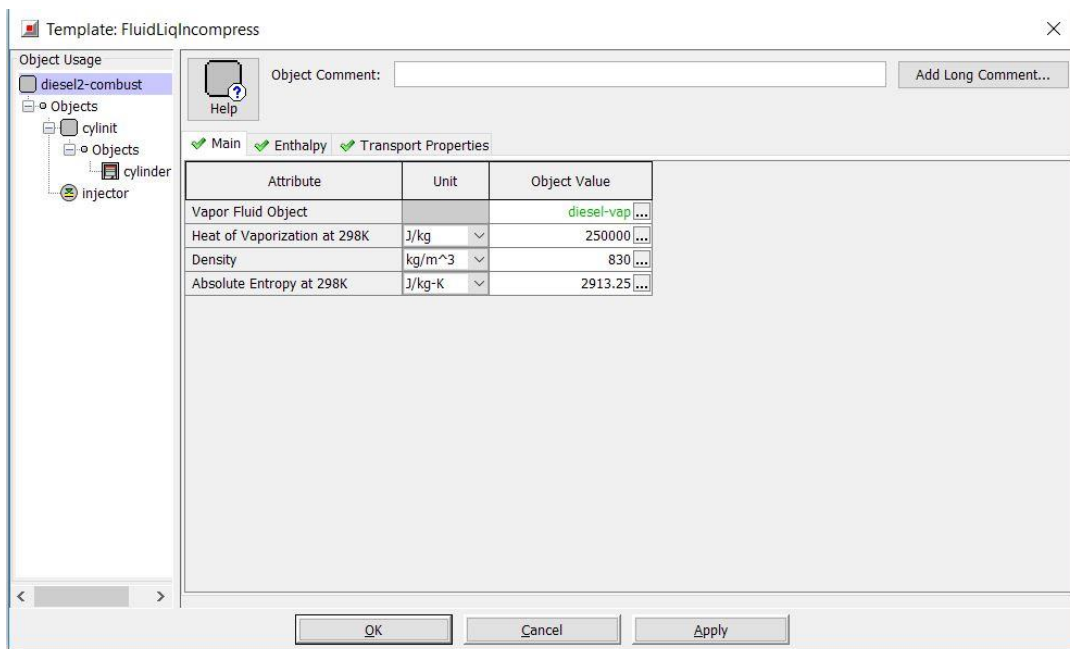 Template: FluidLiqIncompress
Object Usage
diesel2-combust
Objects
cylinit
Objects
cylinder
injector
Help
Object Comment:
Add Long Comment...
Main Enthalpy Transport Properties
Attribute Unit Object Value
Vapor Fluid Object diesel-vap ...
Heat of Vaporization at 298K J/kg 250000 ...
Density kg/m^3 830 ...
Absolute Entropy at 298K J/kg-K 2913.25 ...
OK Cancel Apply